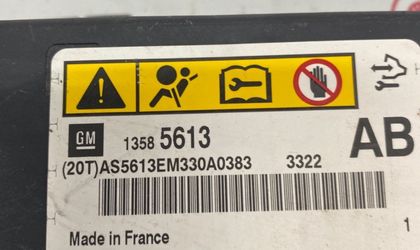 GM 1358 5613 AB
(20T)AS5613EM330A0383 3322
1
Made in France